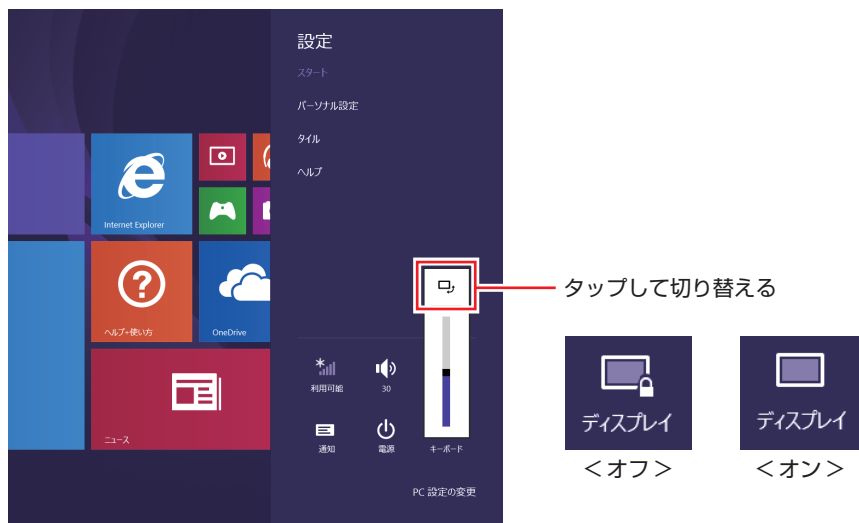 設定
スタート
パーソナル設定
タイル
ヘルプ
Internet Explorer
ヘルプ+使い方
OneDrive
ニュース
タップして切り替える
利用可能
30
通知
電源
キーボード
PC 設定の変更
ディスプレイ
<オフ>
ディスプレイ
<オン>